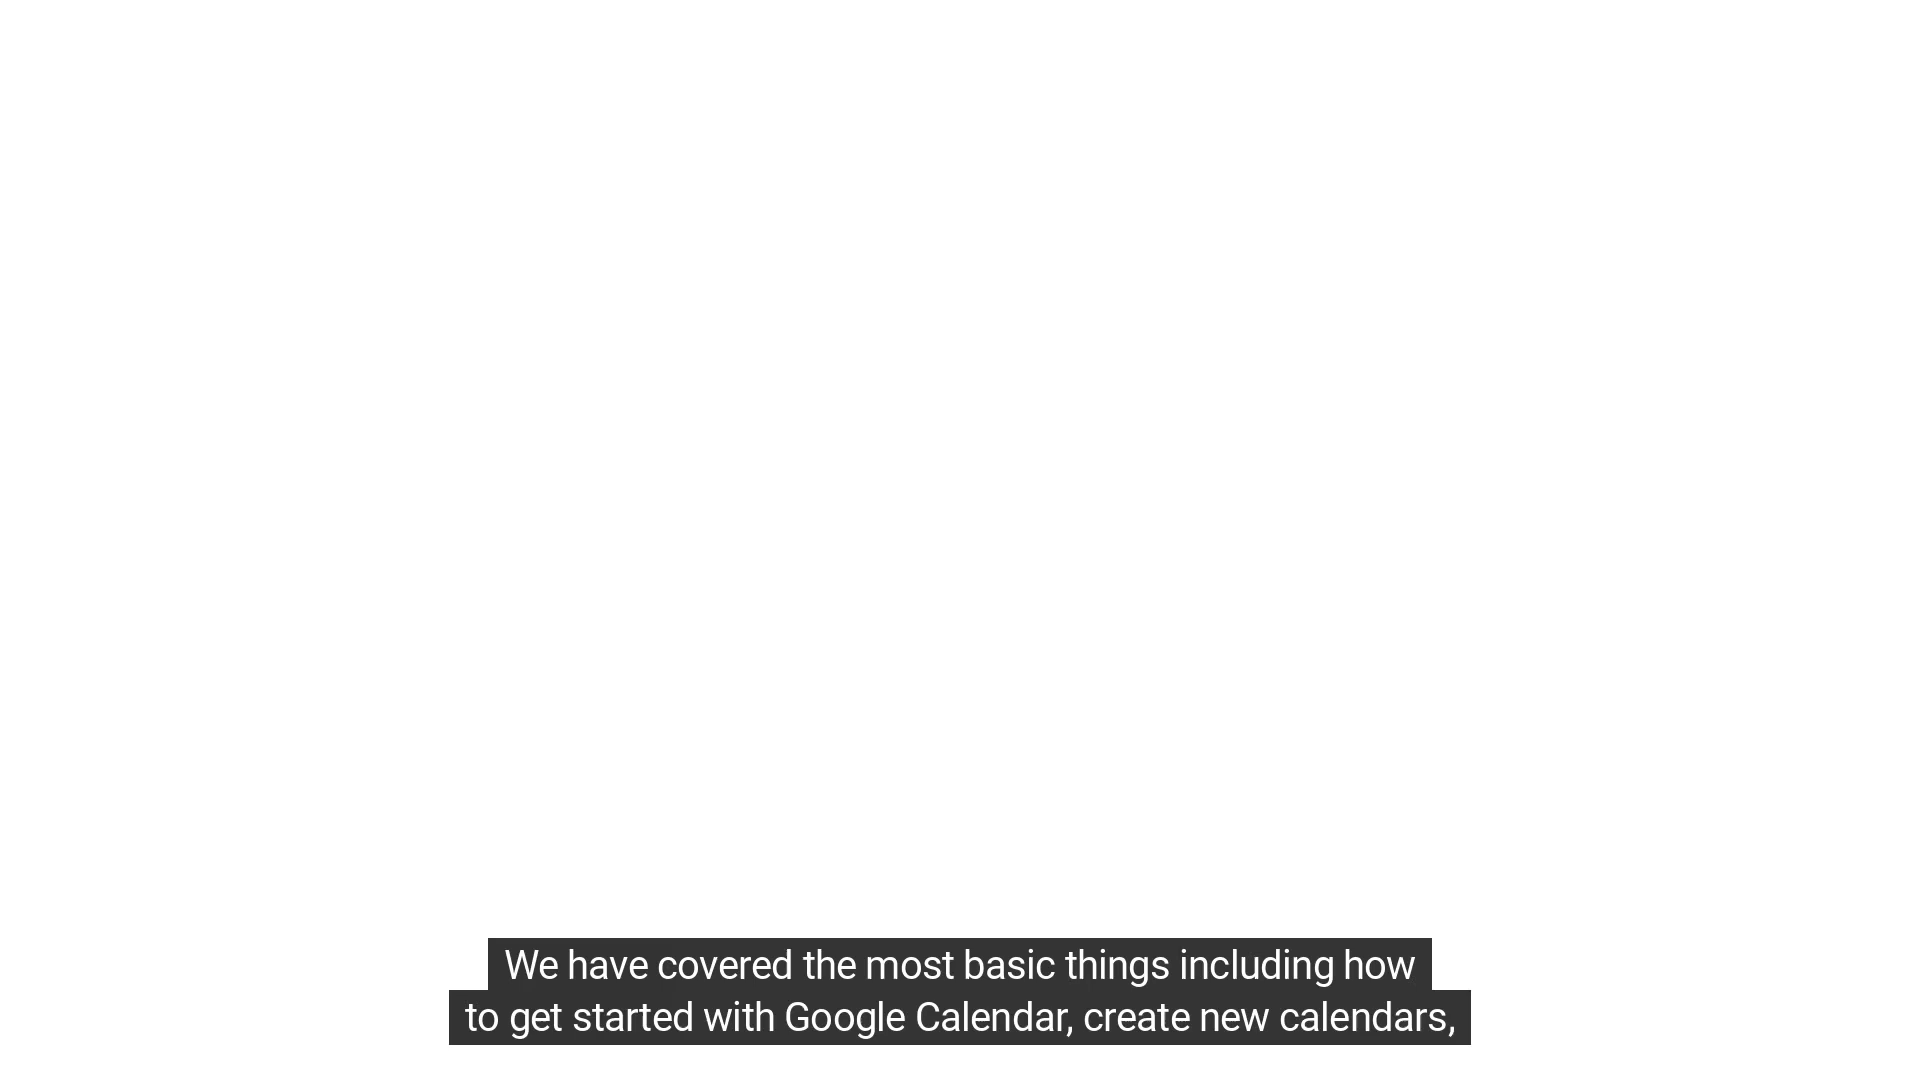 We have covered the most basic things including how
to get started with Google Calendar, create new calendars,